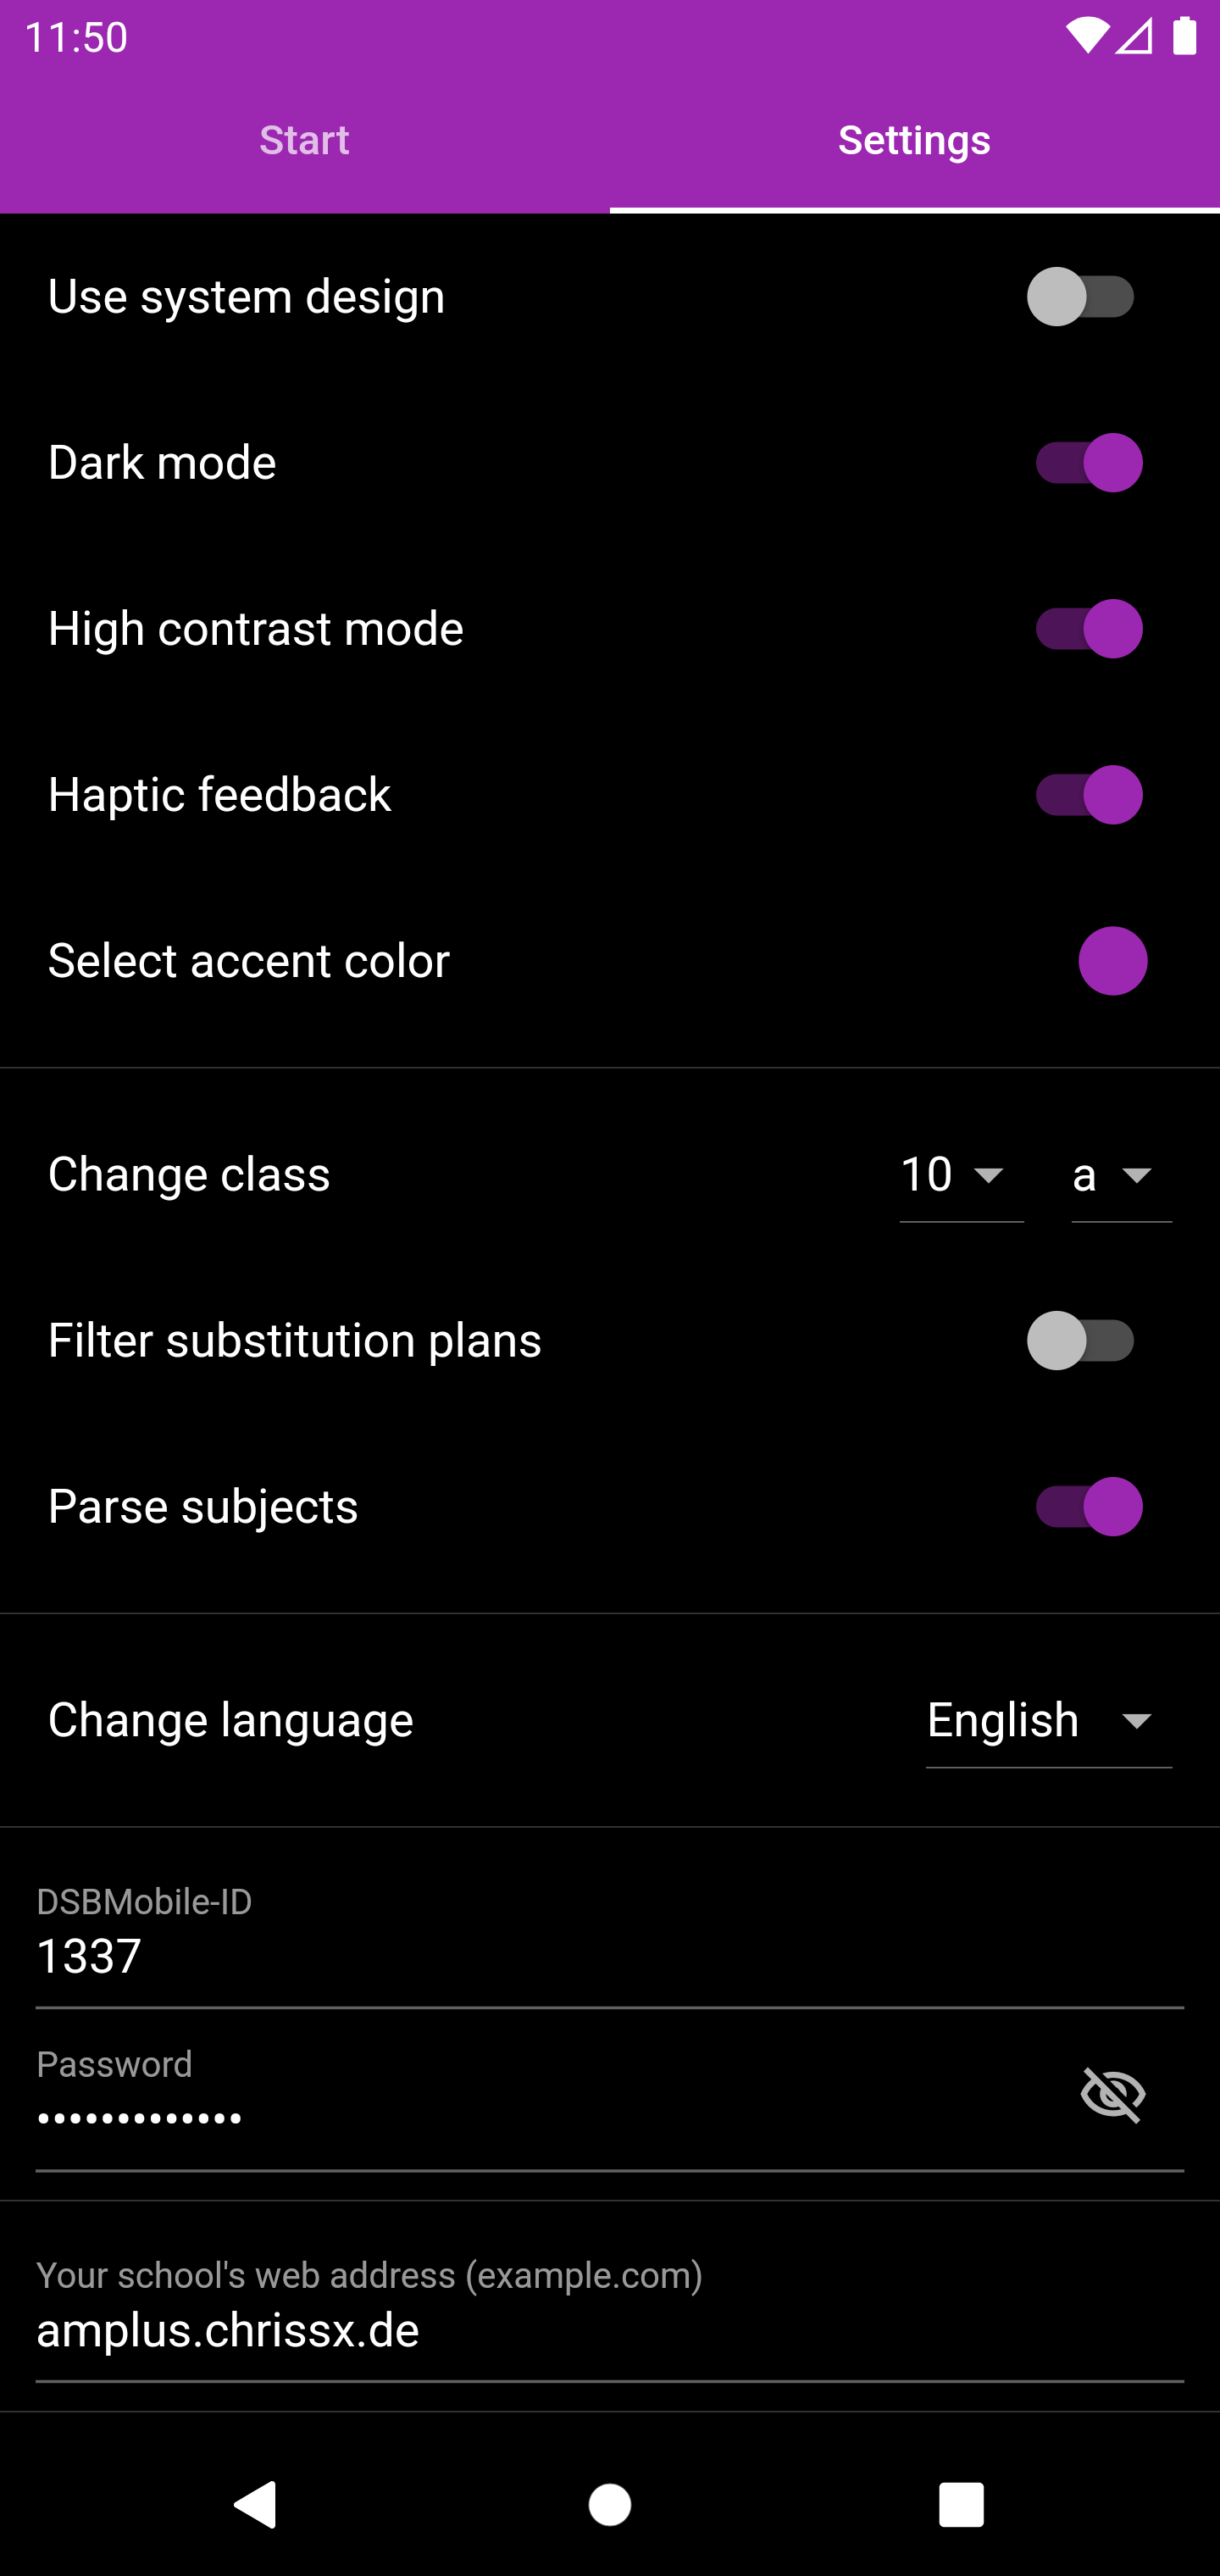 11:50
Start
Settings
Use system design
Dark mode
High contrast mode
Haptic feedback
Select accent color
Change class 10 a
Filter substitution plans
Parse subjects
Change language English
DSBMobile-ID
1337
Password
•••••••••••••
Your school's web address (example.com)
amplus.chrissx.de